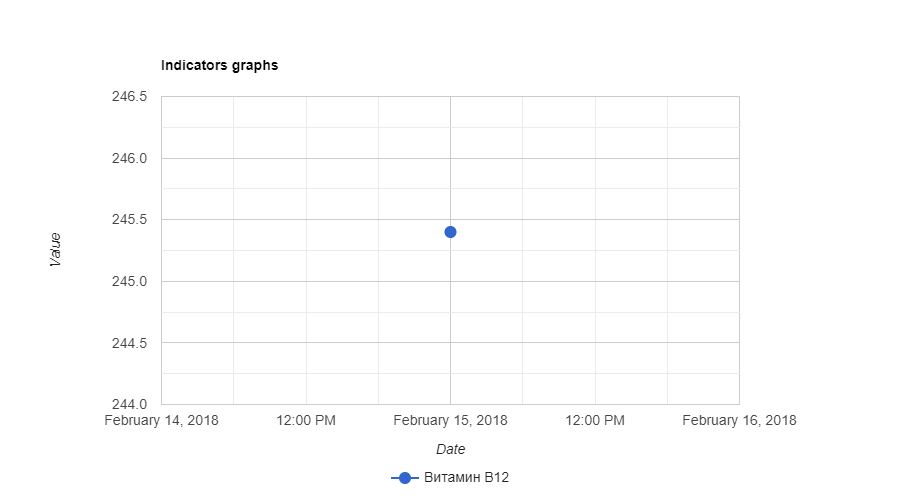 Indicators graphs
246.5
246.0
245.5
245.0
244.5
244.0
Value
February 14, 2018 12:00 PM February 15, 2018 12:00 PM February 16, 2018
Date
Витамин B12